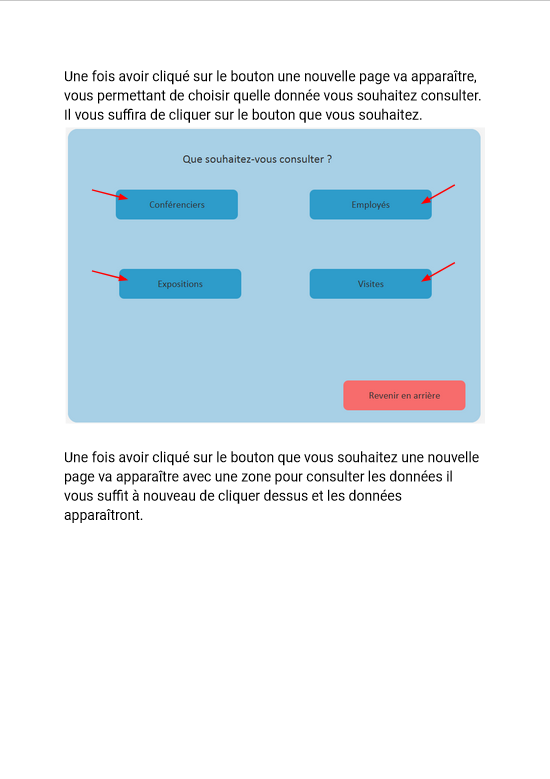 Une fois avoir cliqué sur le bouton une nouvelle page va apparaître,
vous permettant de choisir quelle donnée vous souhaitez consulter.
Il vous suffira de cliquer sur le bouton que vous souhaitez.
Que souhaitez-vous consulter ?
Conférenciers
Employés
Expositions
Visites
Revenir en arrière
Une fois avoir cliqué sur le bouton que vous souhaitez une nouvelle
page va apparaître avec une zone pour consulter les données il
vous suffit à nouveau de cliquer dessus et les données
apparaîtront.